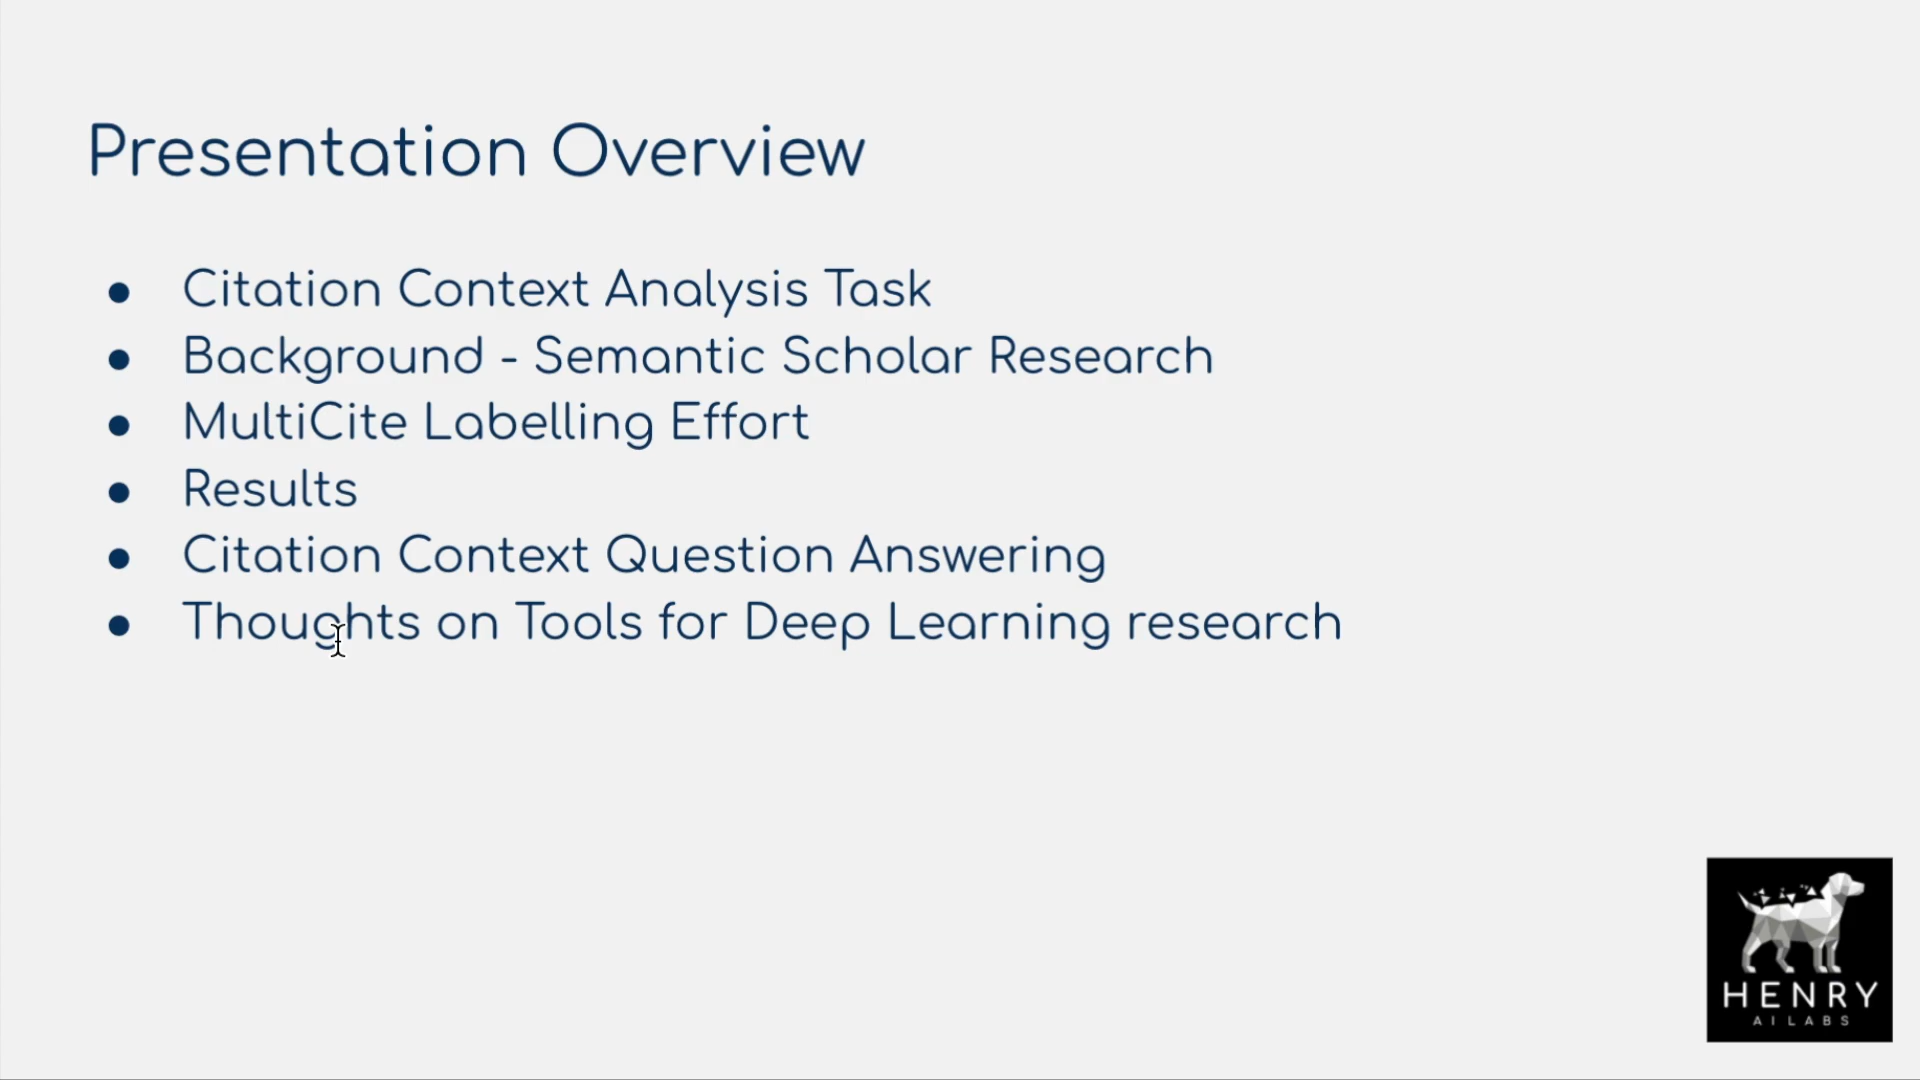 Presentation Overview
● Citation Context Analysis Task
● Background - Semantic Scholar Research
● MultiCite Labelling Effort
● Results
● Citation Context Question Answering
● Thoughts on Tools for Deep Learning research
HENRY
AI LABS